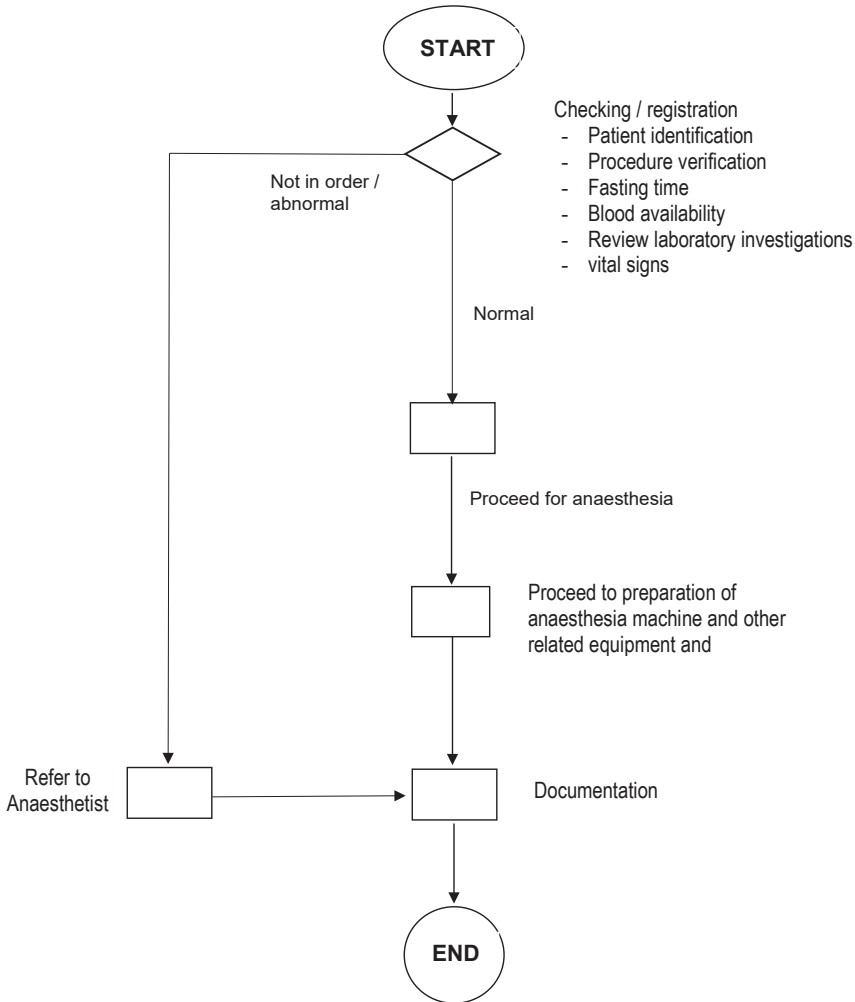 START
Checking / registration
- Patient identification
- Procedure verification
- Fasting time
- Blood availability
- Review laboratory investigations
- vital signs
Not in order /
abnormal
Normal
Proceed for anaesthesia
Proceed to preparation of
anaesthesia machine and other
related equipment and
Refer to
Anaesthetist
Documentation
END